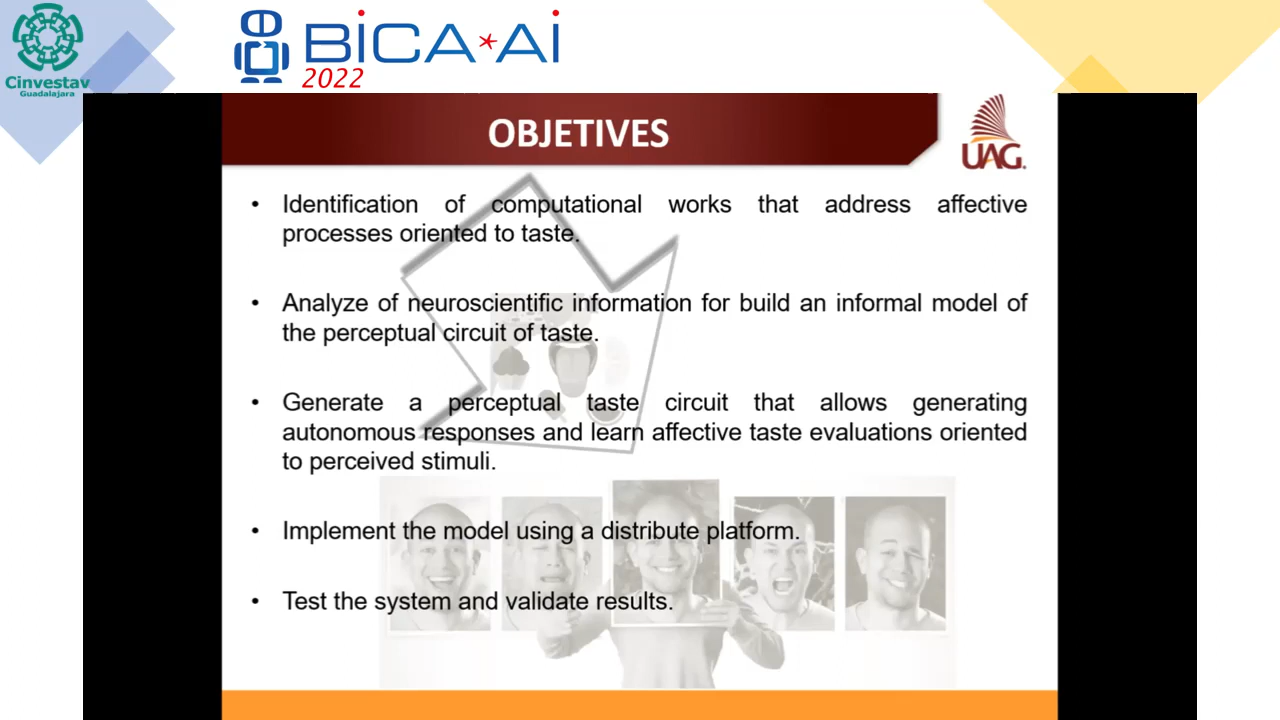 Cinvestav
Guadalajara
BiCA*Ai
2022
OBJETIVES
UAG
• Identification of computational works that address affective
processes oriented to taste.
• Analyze of neuroscientific information for build an informal model of
the perceptual circuit of taste.
• Generate a perceptual taste circuit that allows generating
autonomous responses and learn affective taste evaluations oriented
to perceived stimuli.
• Implement the model using a distribute platform.
• Test the system and validate results.